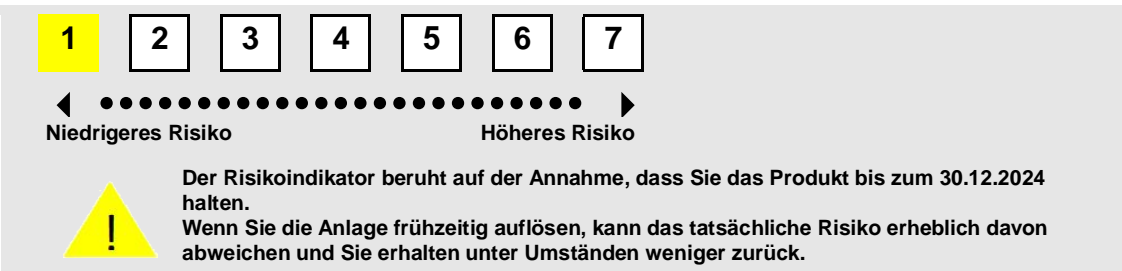 1 2 3 4 5 6 7
Niedrigeres Risiko Höheres Risiko
Der Risikoindikator beruht auf der Annahme, dass Sie das Produkt bis zum 30.12.2024
halten.
Wenn Sie die Anlage frühzeitig auflösen, kann das tatsächliche Risiko erheblich davon
abweichen und Sie erhalten unter Umständen weniger zurück.
!